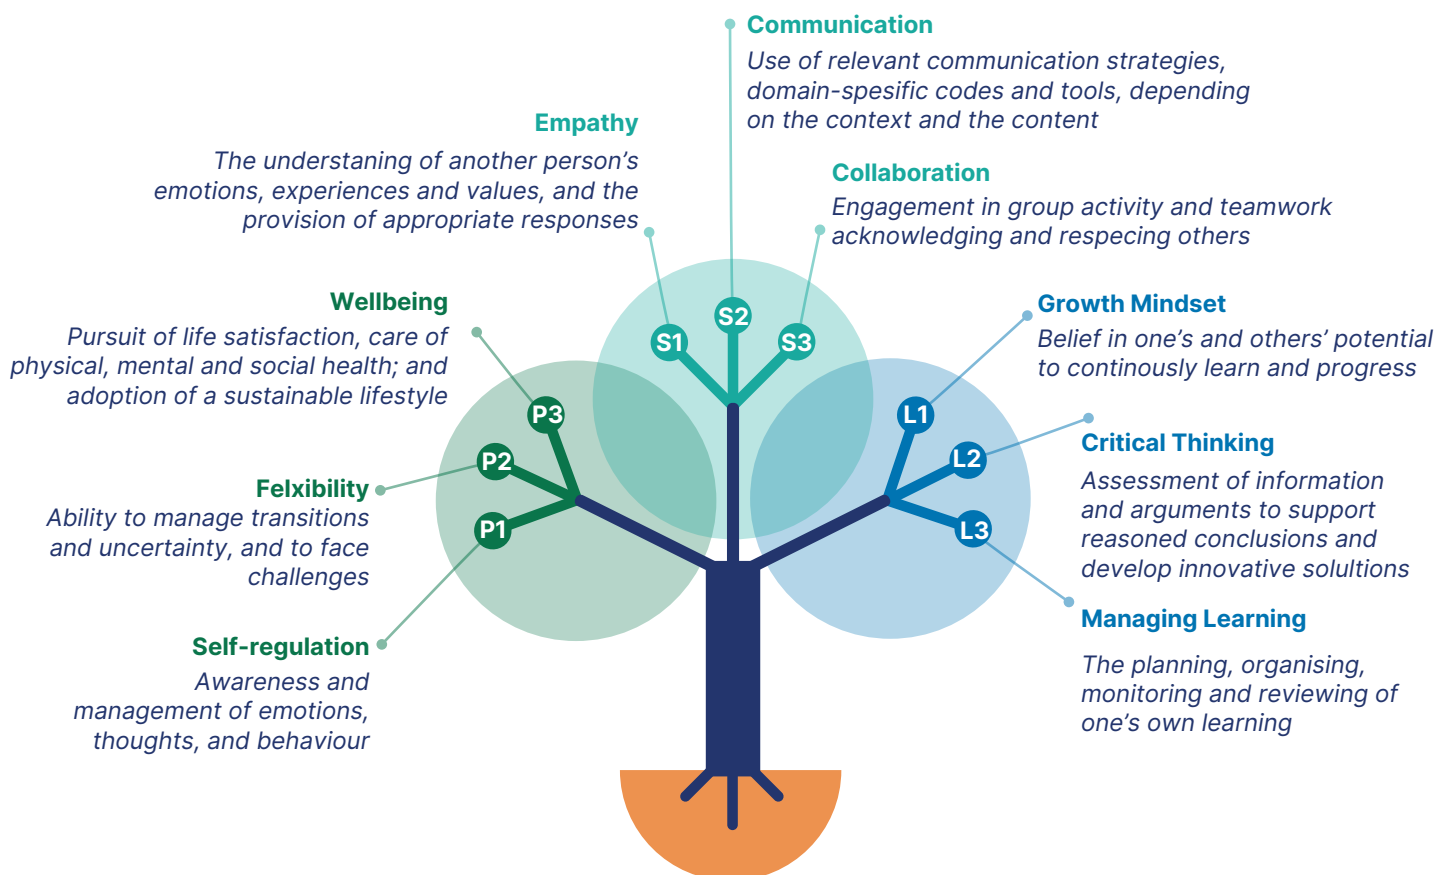 Communication
Use of relevant communication strategies,
domain-spesific codes and tools, depending
on the context and the content
Empathy
The understaning of another person’s
emotions, experiences and values, and the
provision of appropriate responses
Collaboration
Engagement in group activity and teamwork
acknowledging and respecing others
Wellbeing
Pursuit of life satisfaction, care of
physical, mental and social health; and
adoption of a sustainable lifestyle
Growth Mindset
Belief in one’s and others’ potential
to continously learn and progress
S1
S2
S3
P3
P2
P1
L1
L2
L3
Felxibility
Ability to manage transitions
and uncertainty, and to face
challenges
Critical Thinking
Assessment of information
and arguments to support
reasoned conclusions and
develop innovative solultions
Self-regulation
Awareness and
management of emotions,
thoughts, and behaviour
Managing Learning
The planning, organising,
monitoring and reviewing of
one’s own learning